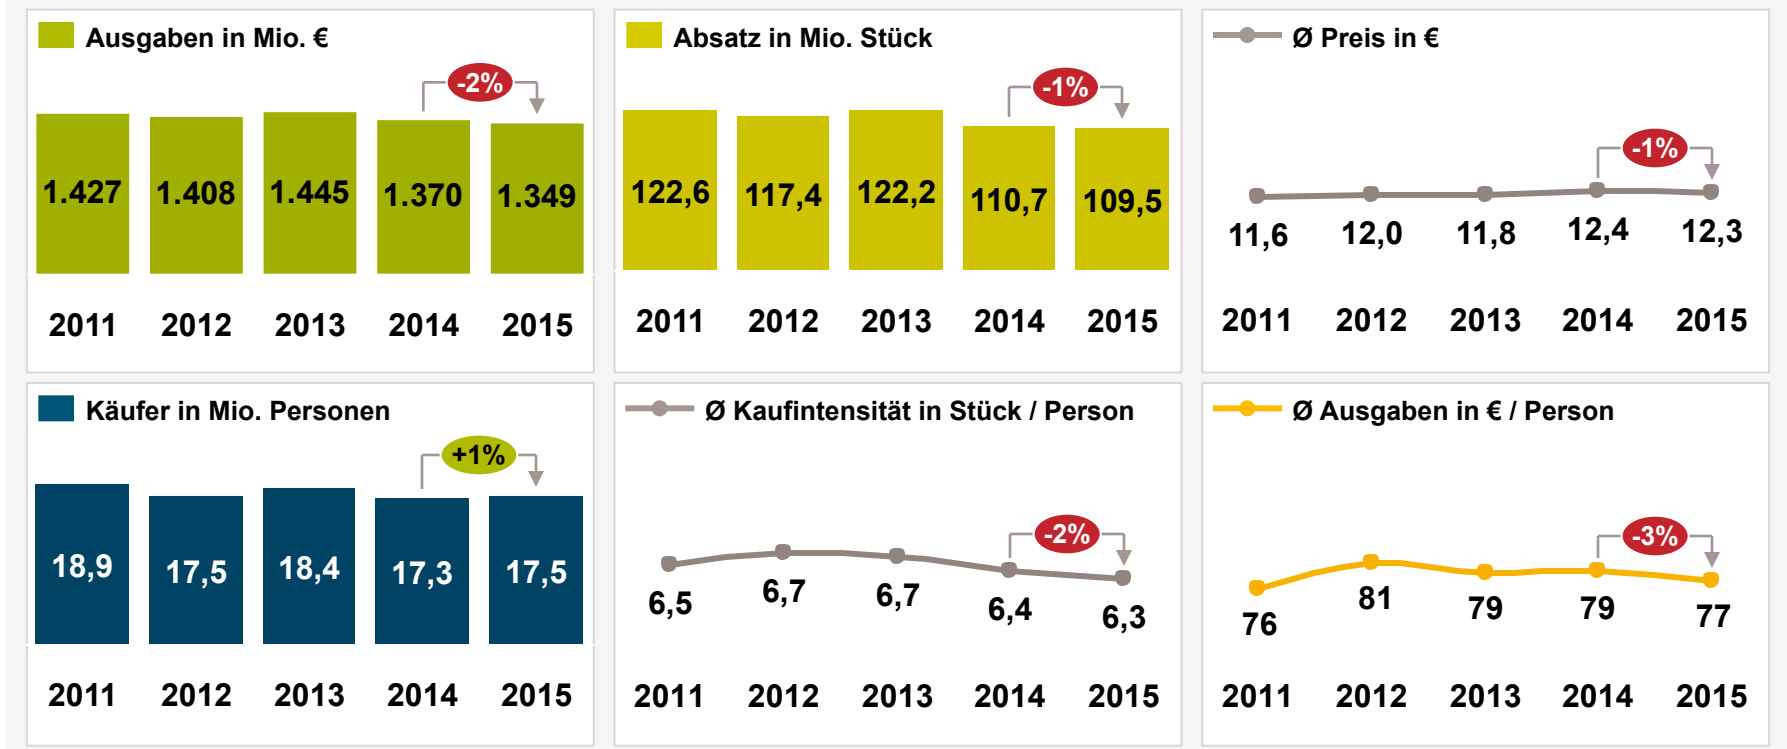 Ausgaben in Mio. €
-2%
1.427 1.408 1.445 1.370 1.349
2011 2012 2013 2014 2015
Absatz in Mio. Stück
-1%
122,6 117,4 122,2 110,7 109,5
2011 2012 2013 2014 2015
Ø Preis in €
-1%
11,6 12,0 11,8 12,4 12,3
2011 2012 2013 2014 2015
Käufer in Mio. Personen
+1%
18,9 17,5 18,4 17,3 17,5
2011 2012 2013 2014 2015
Ø Kaufintensität in Stück / Person
-2%
6,5 6,7 6,7 6,4 6,3
2011 2012 2013 2014 2015
Ø Ausgaben in € / Person
-3%
76 81 79 79 77
2011 2012 2013 2014 2015